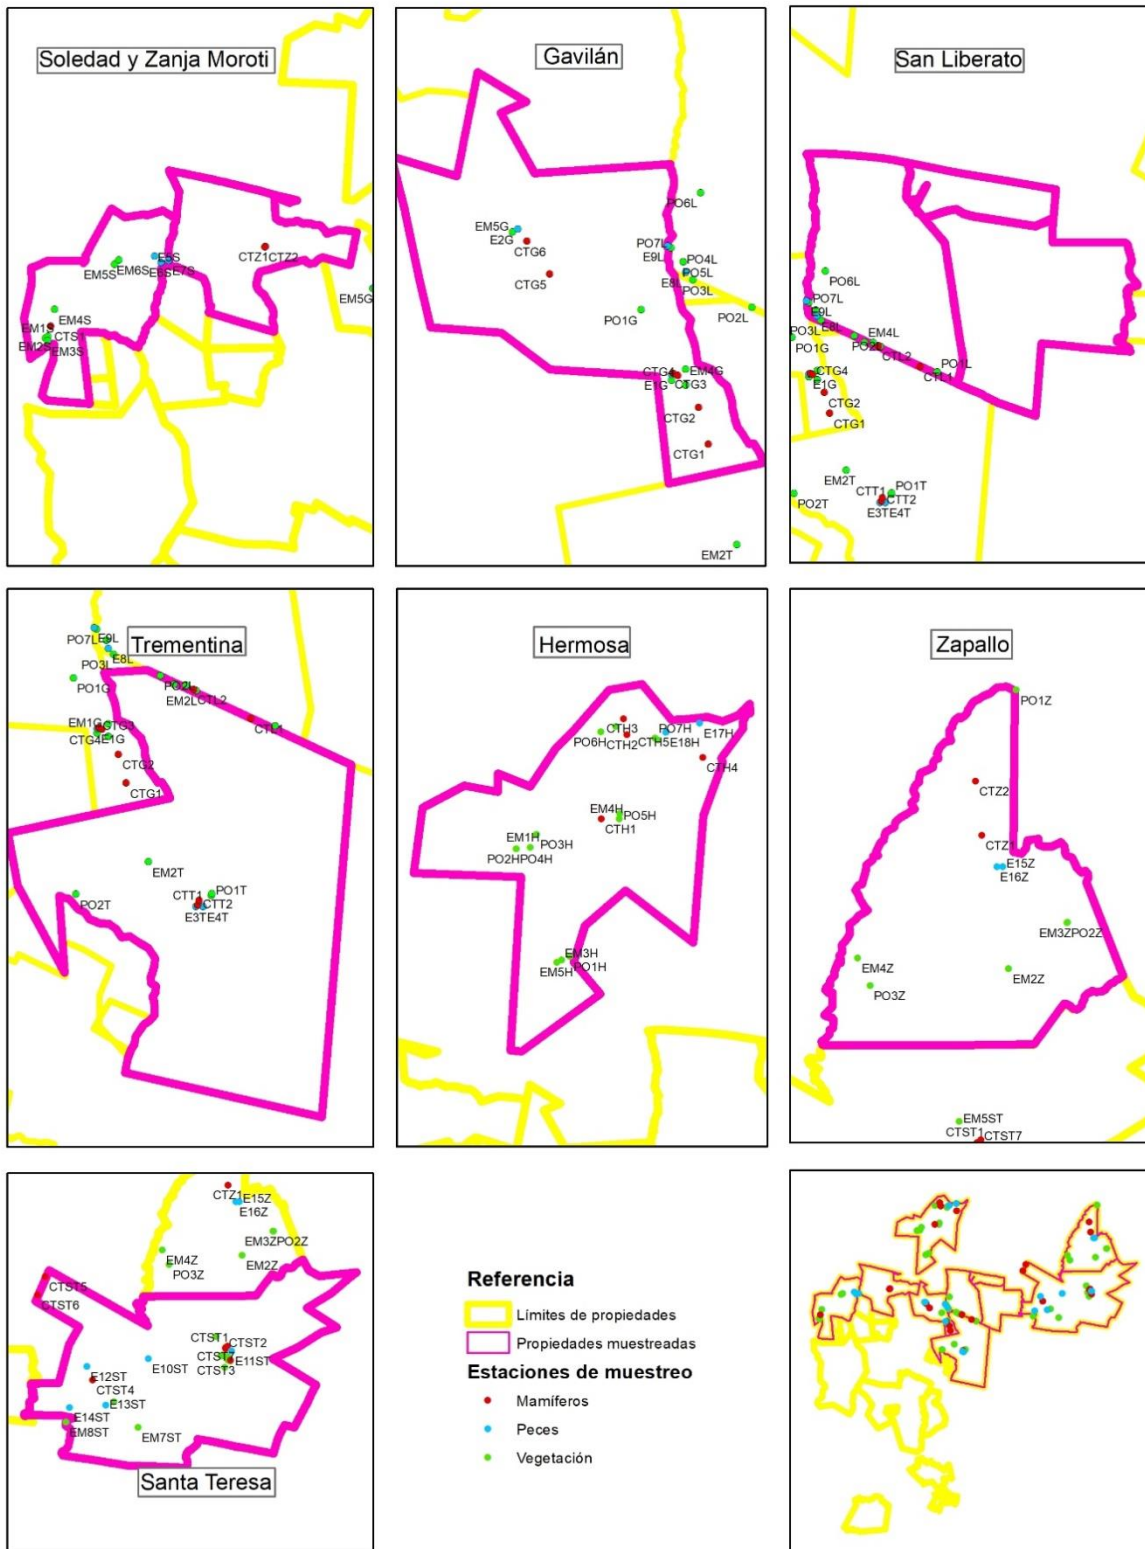 Soledad y Zanja Moroti
EM5S
EM6S
E5S
E6S
E7S
CTZ1CTZ2
EM5G
EM4S
EM1S
CTS1
EM2S
EM3S
Gavilán
PO6L
EM5G
E2G
CTG6
PO7L
E9L
PO4L
CTG5
E8L
PO5L
PO3L
PO1G
PO2L
CTG4
EM4G
E1G
CTG3
CTG2
CTG1
EM2T
San Liberato
PO6L
PO7L
E9L
E8L
PO3L
EM4L
PO1G
PO2L
CTL2
PO1L
CTG4
CTL1
E1G
CTG2
CTG1
EM2T
CTT1
PO1T
PO2T
CTT2
E3TE4T
Trementina
PO7L
E9L
E8L
PO3L
PO1G
PO2L
EM2L
CTL2
EM1G
CTG3
CTL1
CTG4
E1G
CTG2
CTG1
EM2T
CTT1
PO1T
PO2T
CTT2
E3TE4T
Hermosa
CTH3
PO7H
E17H
PO6H
CTH2
CTH5E18H
CTH4
EM4H
PO5H
CTH1
EM1H
PO3H
PO2HPO4H
EM3H
PO1H
EM5H
Zapallo
PO1Z
CTZ2
CTZ1
E15Z
E16Z
EM3ZPO2Z
EM4Z
EM2Z
PO3Z
EM5ST
CTST1
CTST7
CTZ1
E15Z
E16Z
EM3ZPO2Z
EM4Z
EM2Z
PO3Z
CTST5
CTST6
CTST1
CTST2
E11ST
CTST3
E10ST
E12ST
CTST4
E13ST
E14ST
EM8ST
EM7ST
Santa Teresa
Referencia
Límites de propiedades
Propiedades muestreadas
Estaciones de muestreo
Mamíferos
Peces
Vegetación